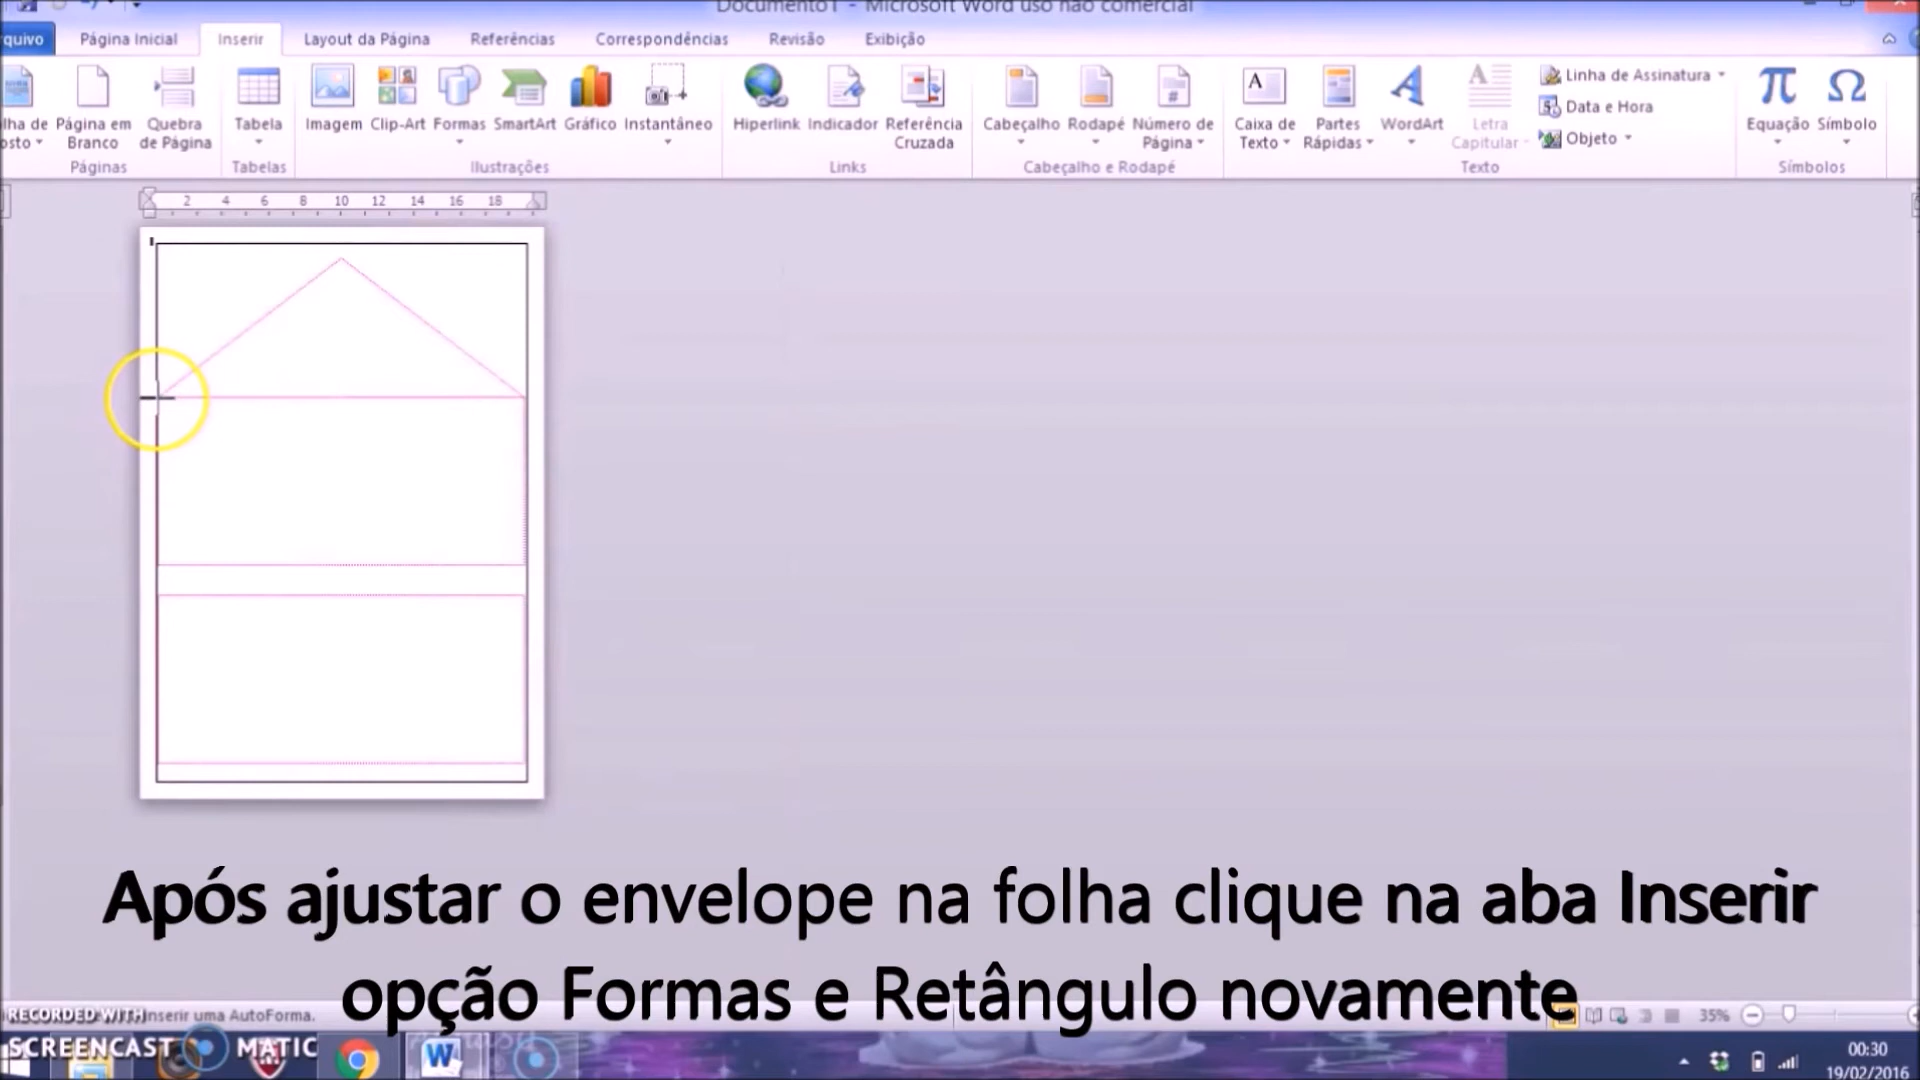 Documento1 - Microsoft Word uso não comercial
Página Inicial Inserir Layout da Página Referências Correspondências Revisão Exibição
Página em Branco
Quebra de Página
Páginas
Tabela
Tabelas
Imagem Clip-Art Formas SmartArt Gráfico Instantâneo
Ilustrações
Hiperlink Indicador Referência Cruzada
Links
Cabeçalho Rodapé Número de Página
Cabeçalho e Rodapé
Caixa de Texto Partes Rápidas WordArt Letra Capitular
Linha de Assinatura
Data e Hora
Objeto
Texto
Equação Símbolo
Símbolos
2 4 6 8 10 12 14 16 18
Após ajustar o envelope na folha clique na aba Inserir
opção Formas e Retângulo novamente
RECORDED WITH
Inserir uma AutoForma.
35%
SCREENCAST MATIC
00:30
19/02/2016